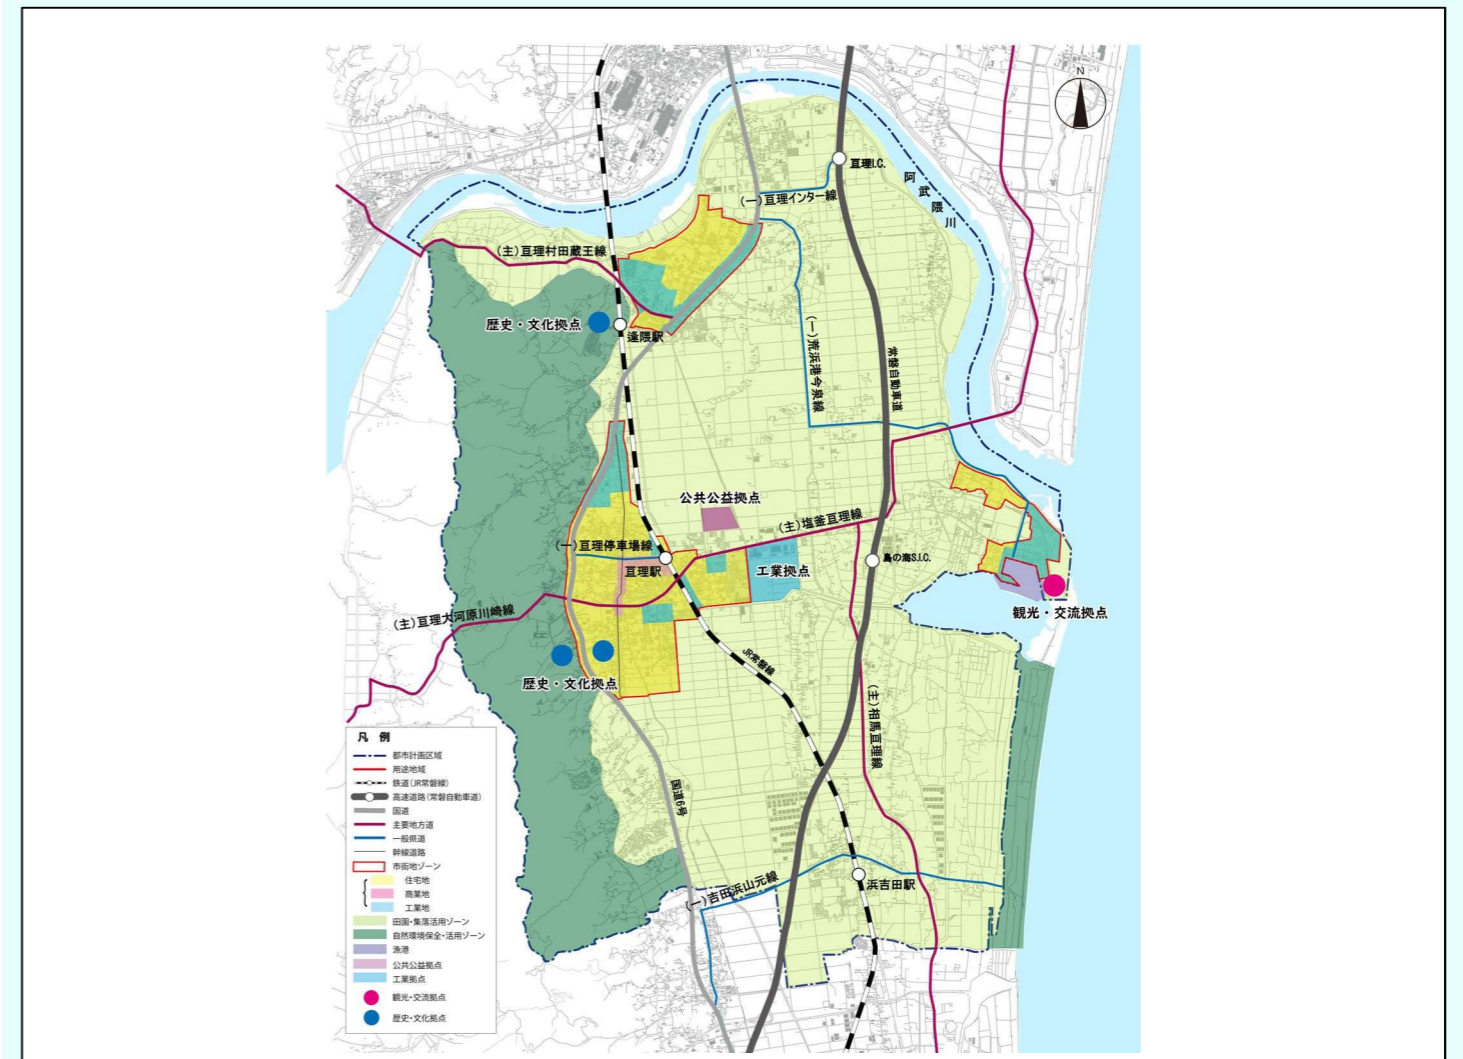 N
亘理I.C.
阿武隈川
(一)亘理インター線
(主)亘理村田蔵王線
歴史・文化拠点
逢隈駅
(一)荒浜港今泉線
常磐自動車道
公共公益拠点
(主)塩釜亘理線
(一)亘理停車場線
亘理駅
工業拠点
鳥の海S.I.C.
観光・交流拠点
(主)亘理大河原川崎線
歴史・文化拠点
JR常磐線
(主)相馬亘理線
国道6号
(一)吉田浜山元線
浜吉田駅
凡 例
都市計画区域
用途地域
鉄道(JR常磐線)
高速道路(常磐自動車道)
国道
主要地方道
一般県道
幹線道路
市街地ゾーン
住宅地
商業地
工業地
田園・集落活用ゾーン
自然環境保全・活用ゾーン
漁港
公共公益拠点
工業拠点
観光・交流拠点
歴史・文化拠点